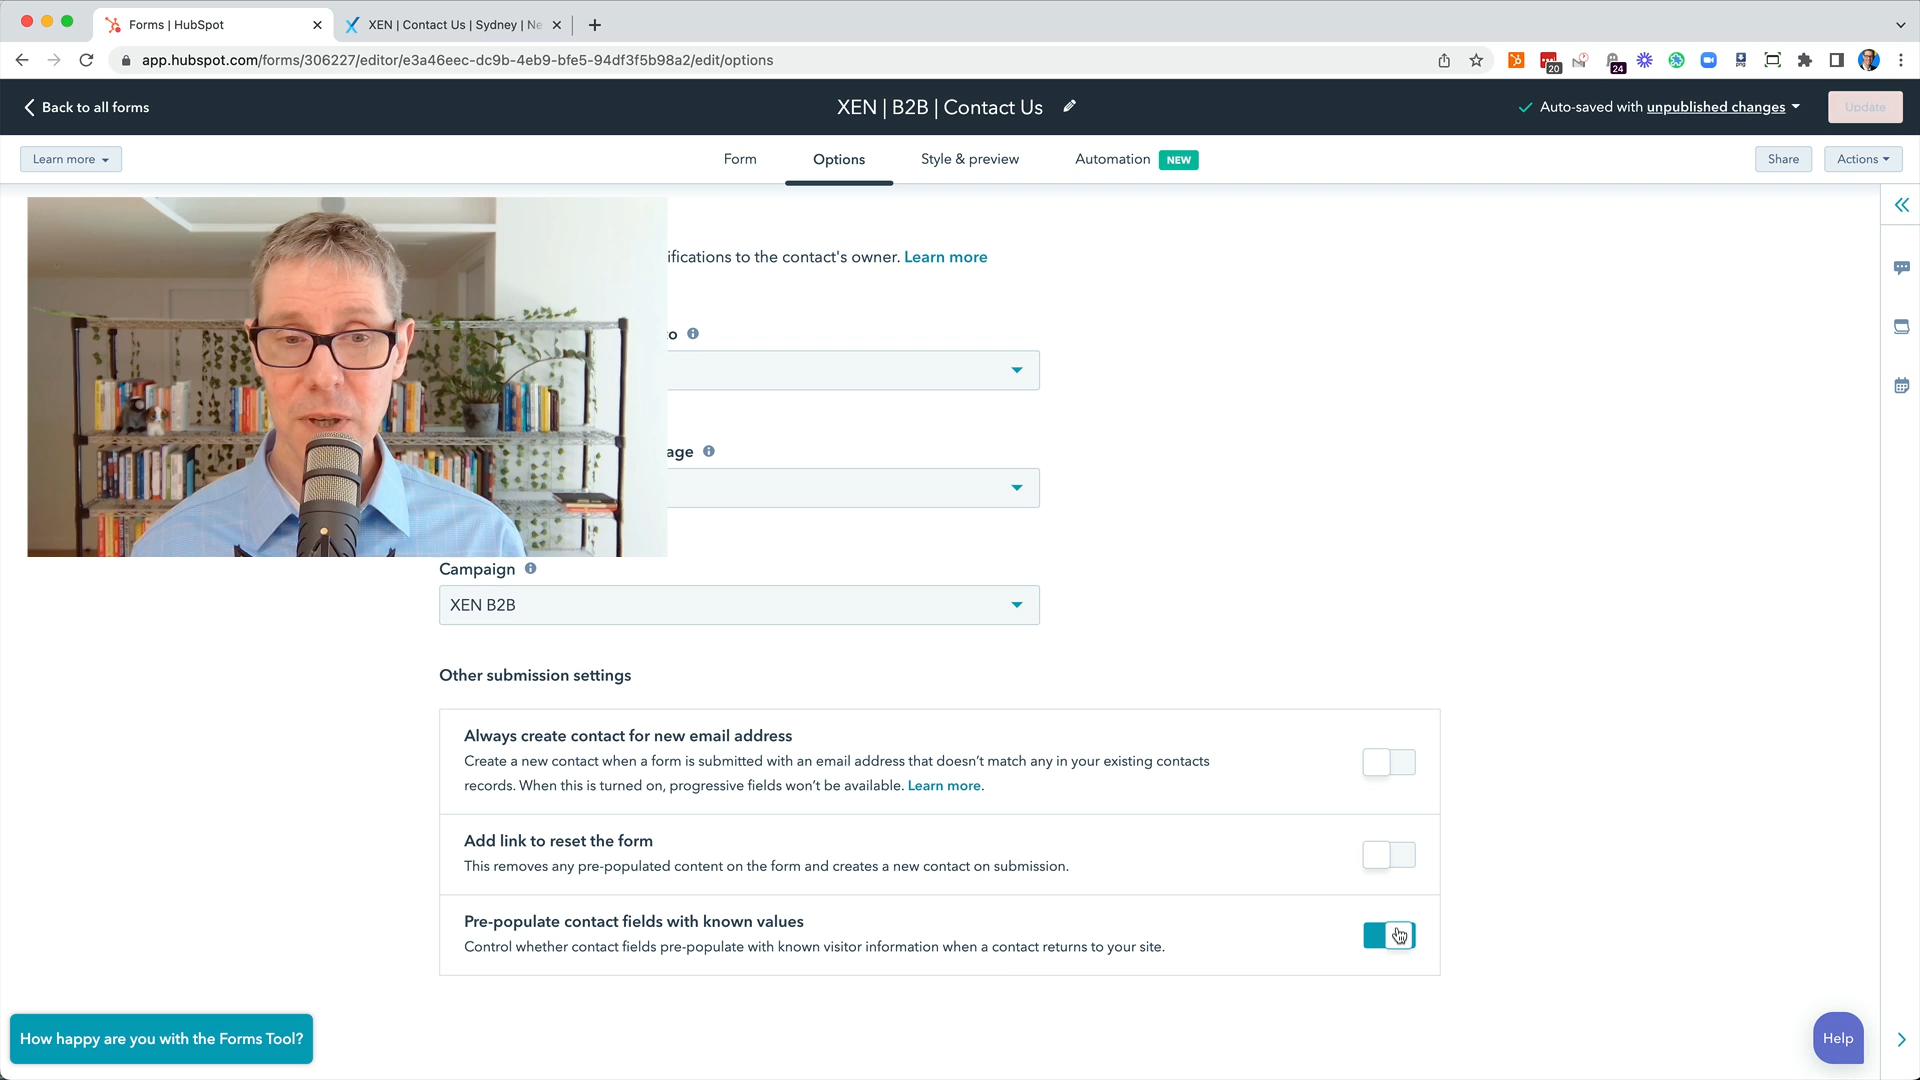 Forms | HubSpot
XEN | Contact Us | Sydney | Ne
app.hubspot.com/forms/306227/editor/e3a46eec-dc9b-4eb9-bfe5-94df3f5b98a2/edit/options
20
24
Back to all forms
XEN | B2B | Contact Us
Auto-saved with unpublished changes
Update
Learn more
Form
Options
Style & preview
Automation NEW
Share
Actions
ifications to the contact's owner. Learn more
o
age
Campaign
XEN B2B
Other submission settings
Always create contact for new email address
Create a new contact when a form is submitted with an email address that doesn't match any in your existing contacts
records. When this is turned on, progressive fields won't be available. Learn more.
Add link to reset the form
This removes any pre-populated content on the form and creates a new contact on submission.
Pre-populate contact fields with known values
Control whether contact fields pre-populate with known visitor information when a contact returns to your site.
How happy are you with the Forms Tool?
Help